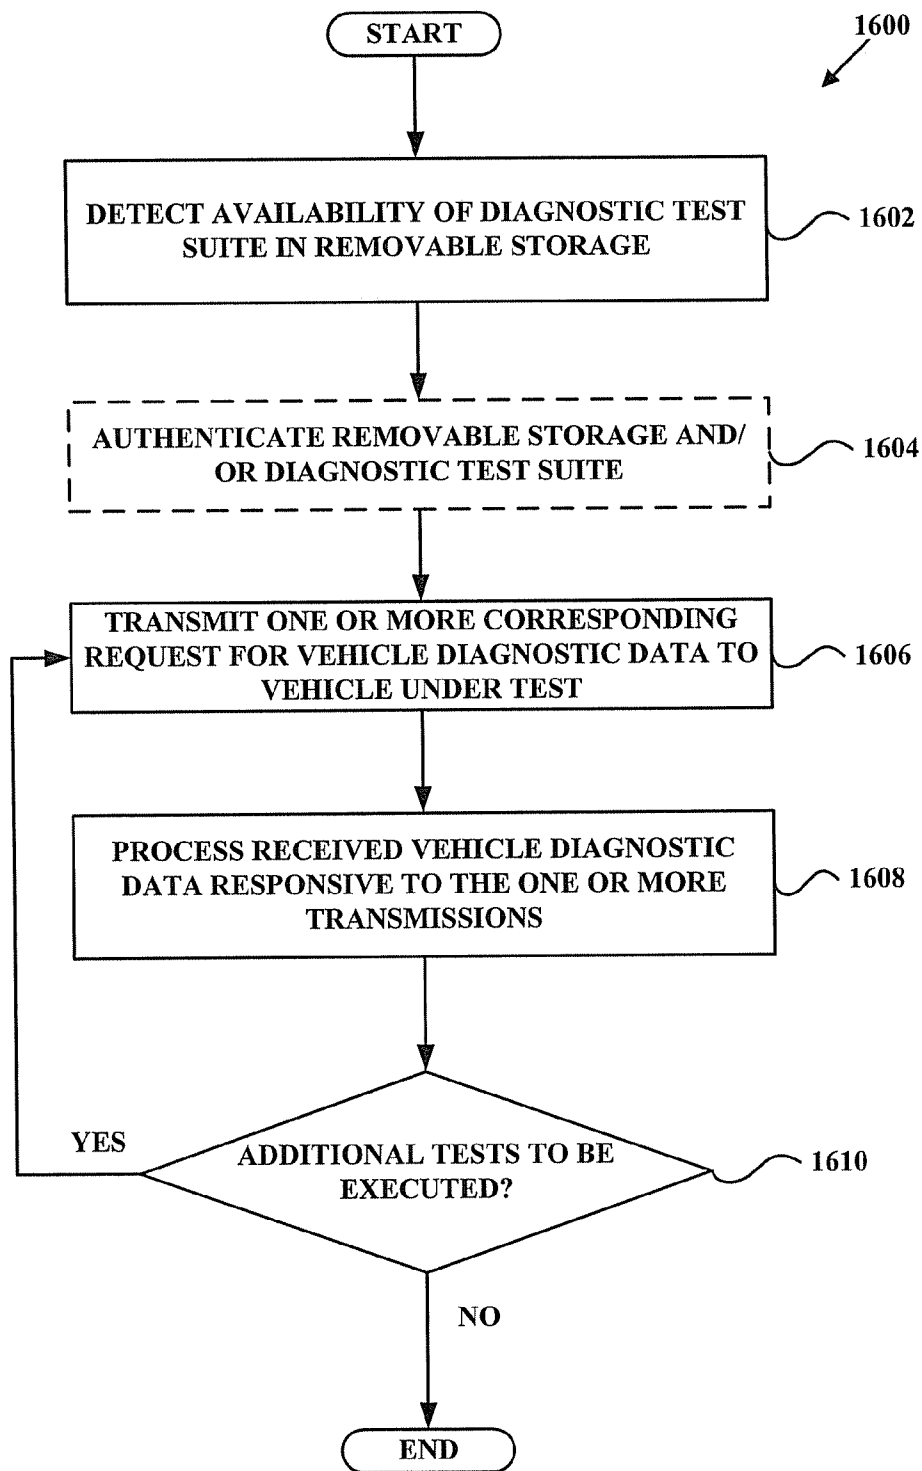 START
1600
DETECT AVAILABILITY OF DIAGNOSTIC TEST
SUITE IN REMOVABLE STORAGE
1602
AUTHENTICATE REMOVABLE STORAGE AND/
OR DIAGNOSTIC TEST SUITE
1604
TRANSMIT ONE OR MORE CORRESPONDING
REQUEST FOR VEHICLE DIAGNOSTIC DATA TO
VEHICLE UNDER TEST
1606
PROCESS RECEIVED VEHICLE DIAGNOSTIC
DATA RESPONSIVE TO THE ONE OR MORE
TRANSMISSIONS
1608
YES
ADDITIONAL TESTS TO BE
EXECUTED?
1610
NO
END